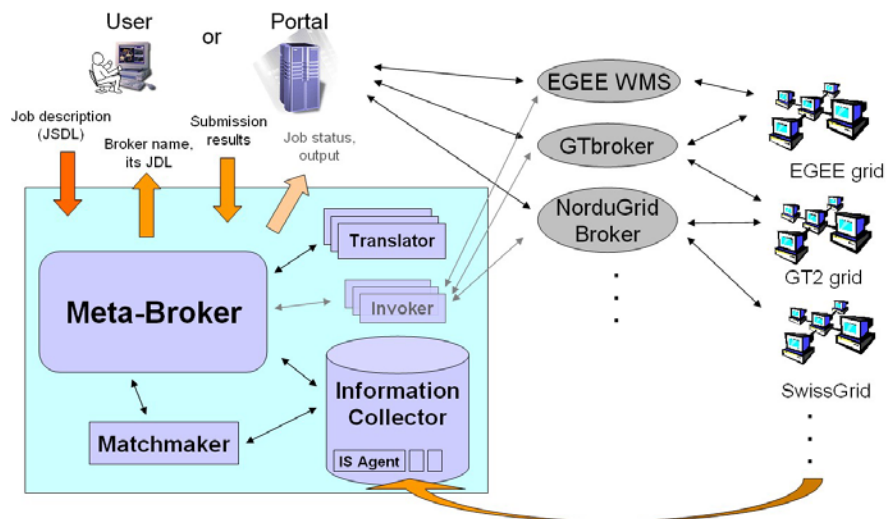 User
or
Portal
Job description
(JSDL)
Broker name,
its JDL
Submission
results
Job status,
output
EGEE WMS
GTbroker
NorduGrid
Broker
EGEE grid
GT2 grid
SwissGrid
Translator
Invoker
Meta-Broker
Information
Collector
Matchmaker
IS Agent